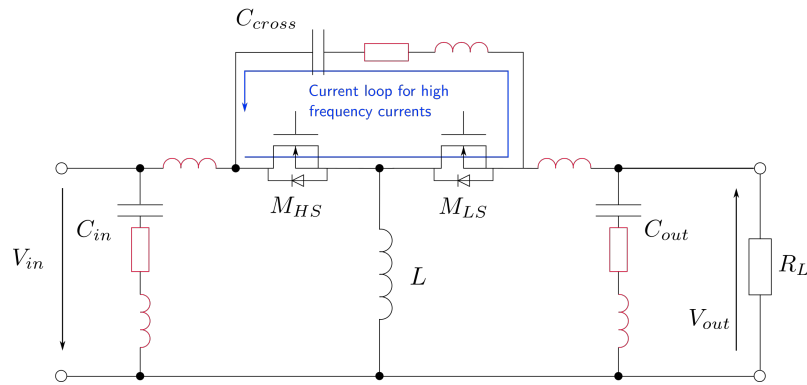 C_cross
Current loop for high
frequency currents
M_HS
M_LS
C_in
C_out
V_in
L
R_L
V_out